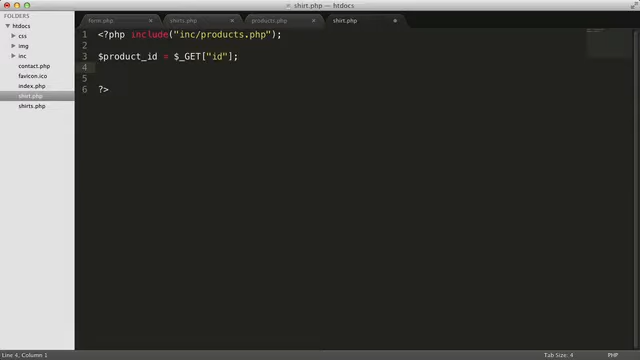 shirt.php — htdocs
FOLDERS
htdocs
css
img
inc
contact.php
favicon.ico
index.php
shirt.php
shirts.php
form.php
shirts.php
products.php
shirt.php
1 <?php include("inc/products.php");
2
3 $product_id = $_GET["id"];
4
5
6 ?>
Line 4, Column 1
Tab Size: 4
PHP